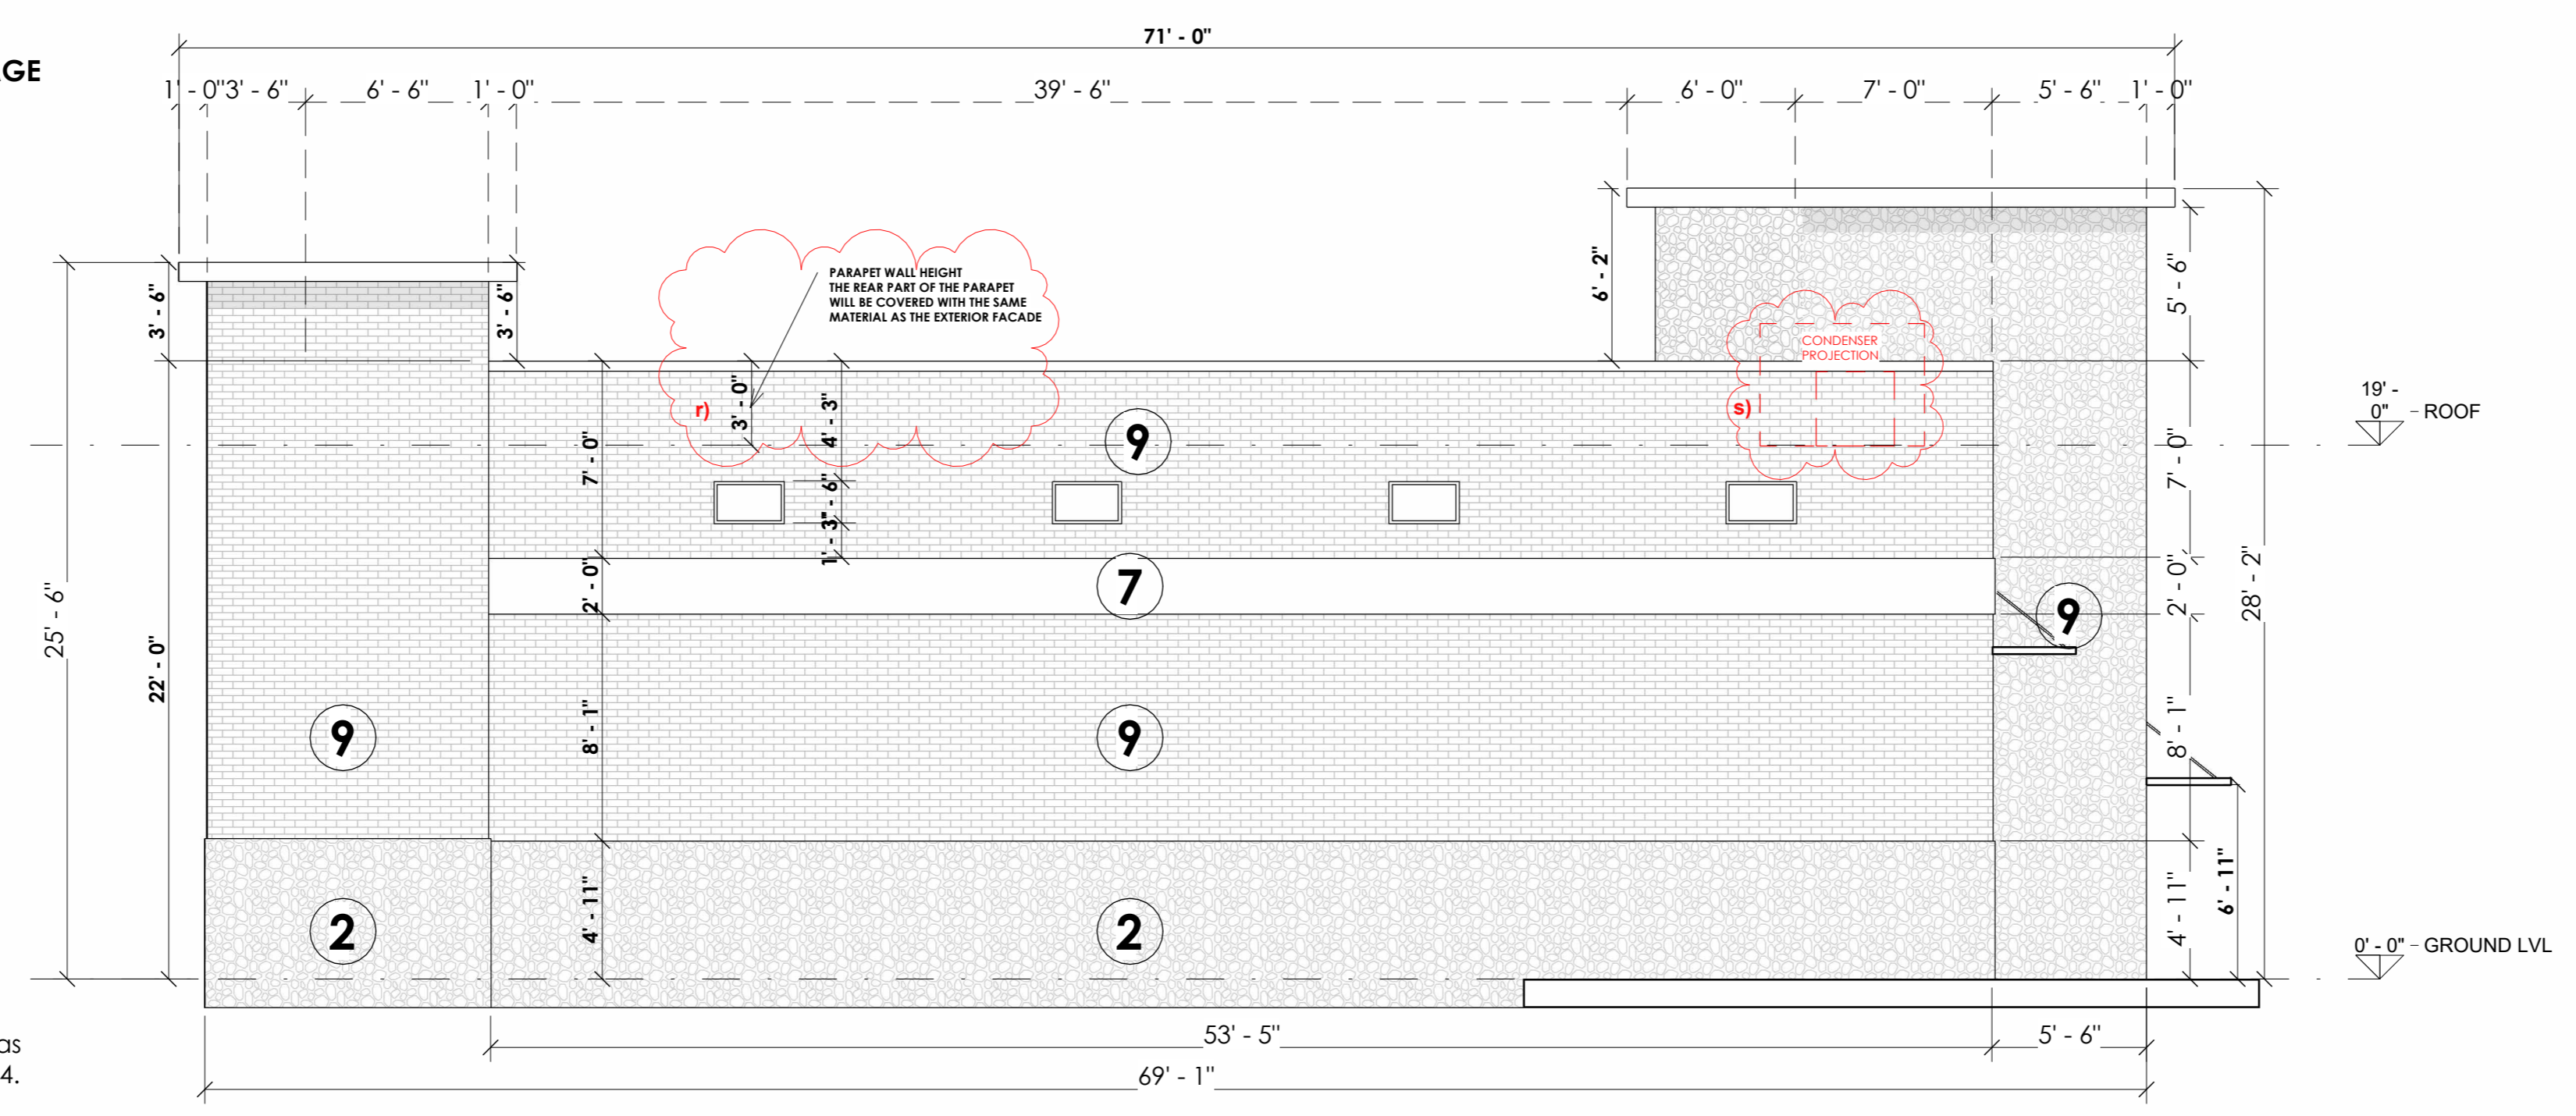 71' - 0"
GE
1' - 0" 3' - 6" 6' - 6" 1' - 0" 39' - 6" 6' - 0" 7' - 0" 5' - 6" 1' - 0"
PARAPET WALL HEIGHT
THE REAR PART OF THE PARAPET
WILL BE COVERED WITH THE SAME
MATERIAL AS THE EXTERIOR FACADE
3' - 6"
3' - 6"
6' - 2"
5' - 6"
CONDENSER
PROJECTION
r)
3' - 0"
4' - 3"
s)
19' -
0" - ROOF
9
7' - 0"
7' - 0"
1' - 6"
1' - 3"
25' - 6"
22' - 0"
2' - 0"
7
2' - 0"
9
28' - 2"
9
8' - 1"
9
8' - 1"
2
4' - 11"
2
4' - 11"
6' - 11"
0' - 0" - GROUND LVL
53' - 5" 5' - 6"
as
4.
69' - 1"